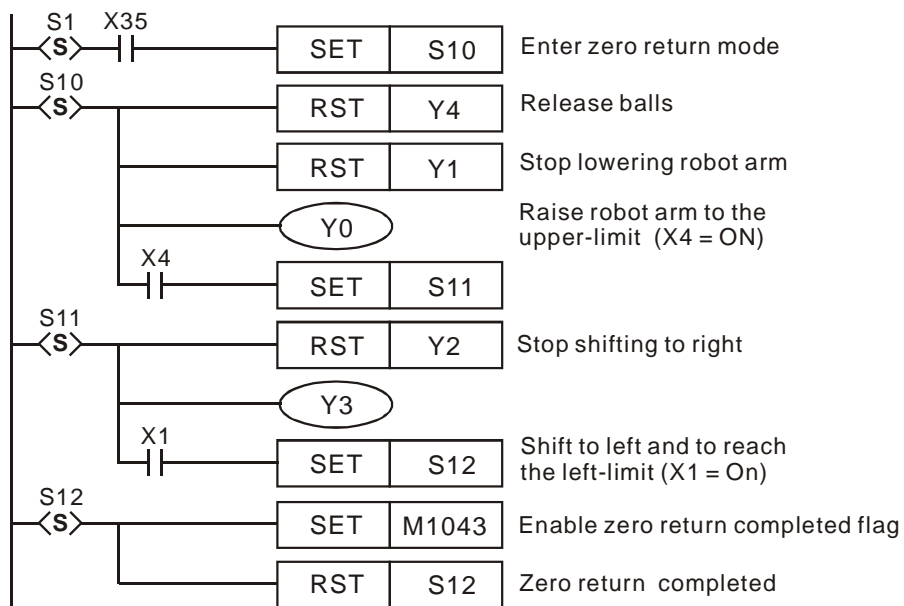 S1 X35
S SET S10 Enter zero return mode
S10
S RST Y4 Release balls
RST Y1 Stop lowering robot arm
Y0 Raise robot arm to the
upper-limit (X4 = ON)
X4
SET S11
S11
S RST Y2 Stop shifting to right
Y3
X1
SET S12 Shift to left and to reach
the left-limit (X1 = On)
S12
S SET M1043 Enable zero return completed flag
RST S12 Zero return completed